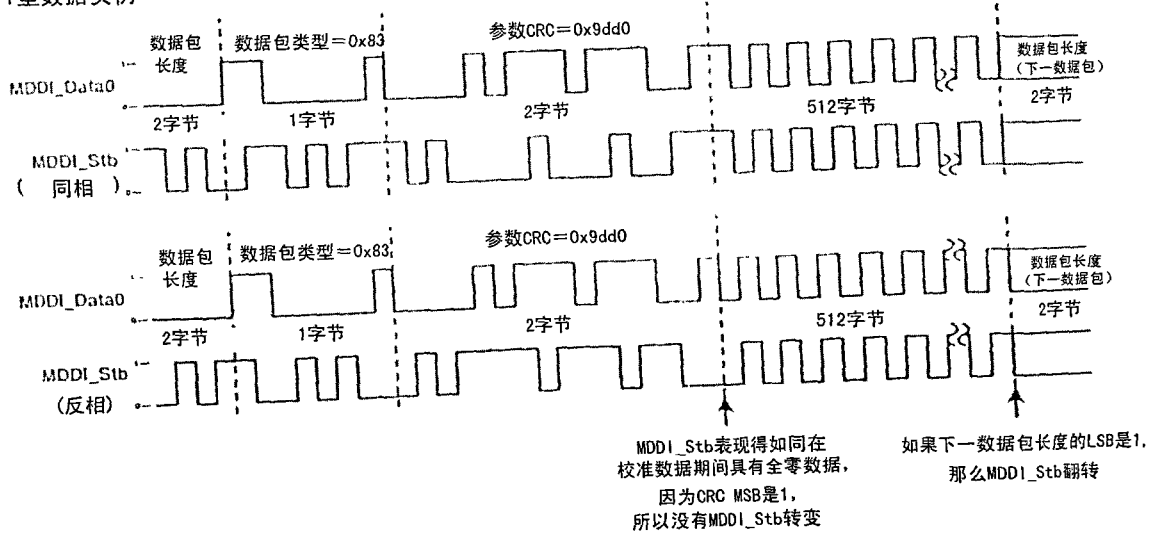 数据包
长度
数据包类型＝0x83
参数CRC＝0x9dd0
数据包长度
（下一数据包）
MDDI_Data0
2字节
1字节
2字节
512字节
2字节
MDDI_Stb
（ 同相 ）
数据包
长度
数据包类型＝0x83
参数CRC＝0x9dd0
数据包长度
（下一数据包）
MDDI_Data0
2字节
1字节
2字节
512字节
2字节
MDDI_Stb
(反相)
MDDI_Stb表现得如同在
校准数据期间具有全零数据，
因为CRC MSB是1，
所以没有MDDI_Stb转变
如果下一数据包长度的LSB是1，
那么MDDI_Stb翻转